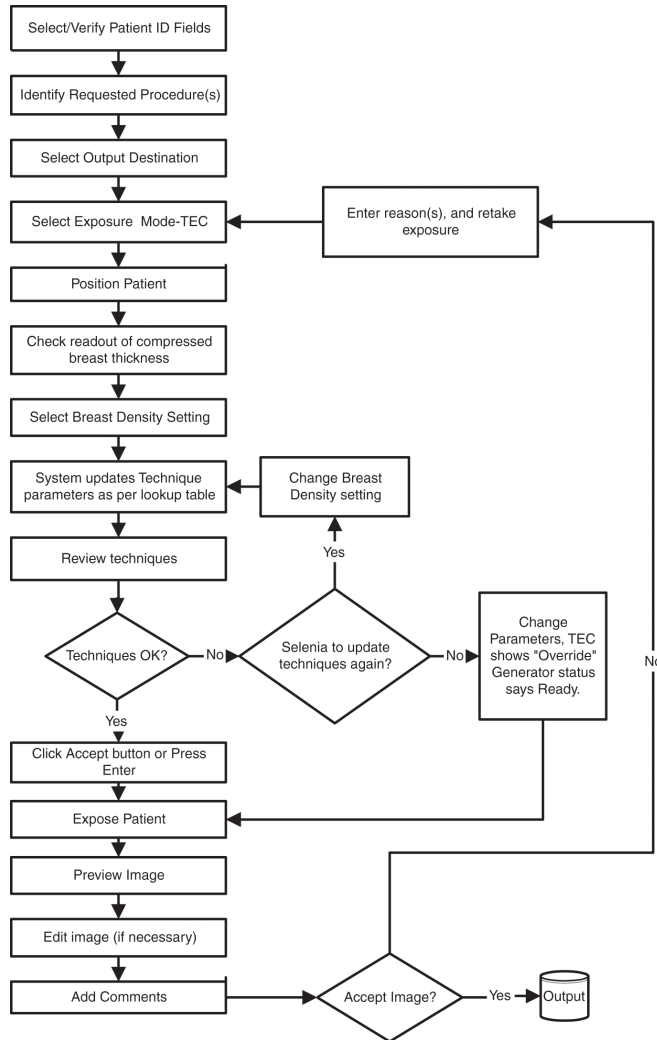 Select/Verify Patient ID Fields
Identify Requested Procedure(s)
Select Output Destination
Select Exposure Mode-TEC
Enter reason(s), and retake
exposure
Position Patient
Check readout of compressed
breast thickness
Select Breast Density Setting
System updates Technique
parameters as per lookup table
Change Breast
Density setting
Review techniques
Yes
Techniques OK?
No
Selenia to update
techniques again?
No
Change
Parameters, TEC
shows "Override"
Generator status
says Ready.
No
Yes
Click Accept button or Press
Enter
Expose Patient
Preview Image
Edit image (if necessary)
Add Comments
Accept Image?
Yes
Output